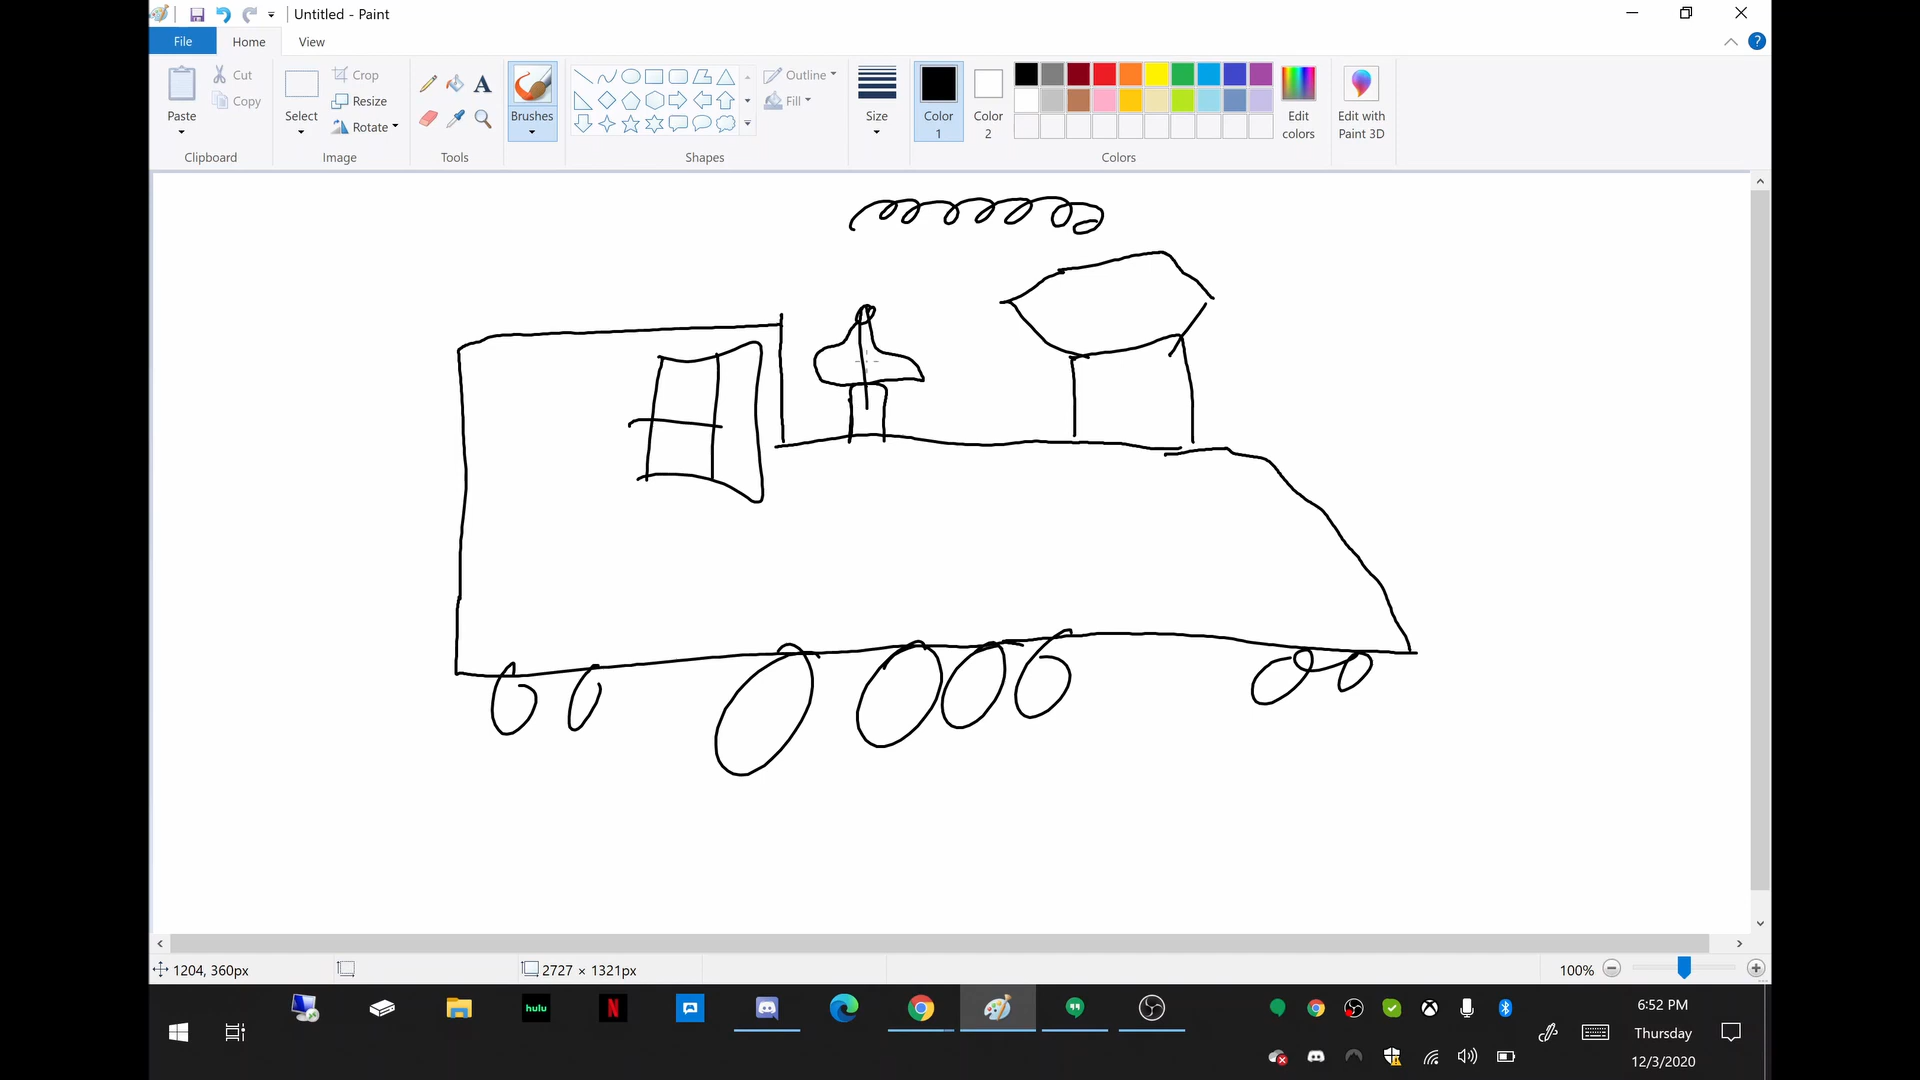 Untitled - Paint
File Home View
Cut
Copy
Paste
Clipboard
Select
Crop
Resize
Rotate
Image
A
Tools
Brushes
Shapes
Outline
Fill
Size
Color 1
Color 2
Edit colors
Colors
Edit with Paint 3D
?
1204, 360px
2727 × 1321px
100%
hulu
N
6:52 PM
Thursday
12/3/2020